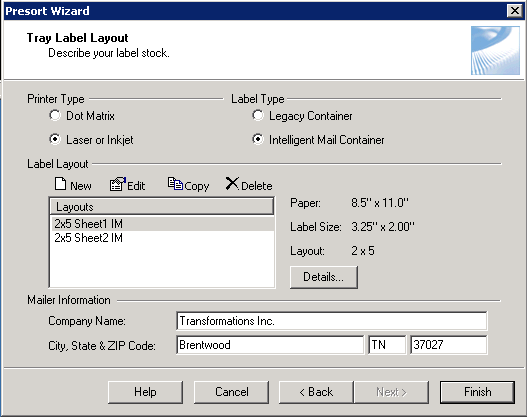 Presort Wizard
Tray Label Layout
Describe your label stock.
Printer Type
Label Type
Dot Matrix
Legacy Container
Laser or Inkjet
Intelligent Mail Container
Label Layout
New Edit Copy Delete
Layouts
2x5 Sheet1 IM
2x5 Sheet2 IM
Paper: 8.5" x 11.0"
Label Size: 3.25" x 2.00"
Layout: 2 x 5
Details...
Mailer Information
Company Name: Transformations Inc.
City, State & ZIP Code: Brentwood TN 37027
Help Cancel < Back Next > Finish